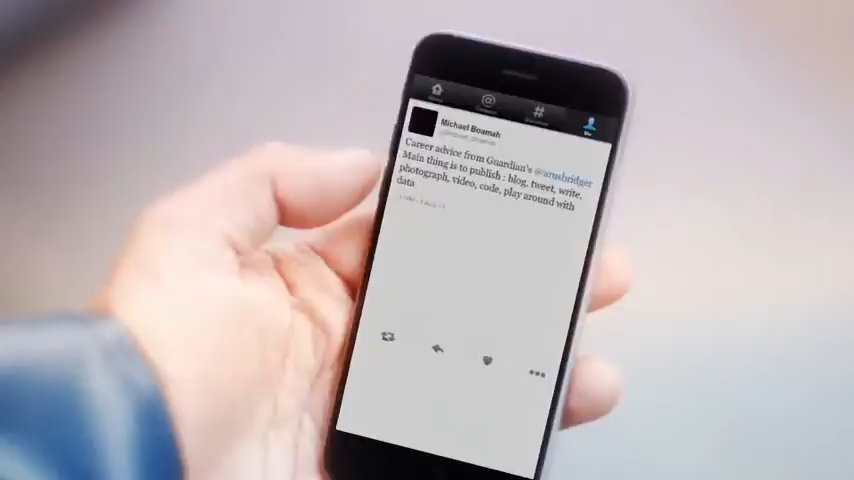 Michael Boamah
Career advice from Guardian's @arusbridger
Main thing is to publish : blog, tweet, write,
photograph, video, code, play around with
data